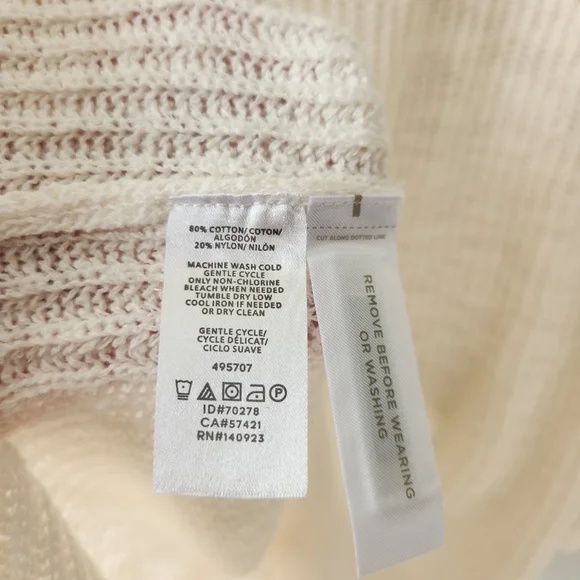 80% COTTON/COTON/
ALGODÓN
20% NYLON/NILÓN
MACHINE WASH COLD
GENTLE CYCLE
ONLY NON-CHLORINE
BLEACH WHEN NEEDED
TUMBLE DRY LOW
COOL IRON IF NEEDED
OR DRY CLEAN
GENTLE CYCLE/
CYCLE DÉLICAT/
CICLO SUAVE
495707
P
ID#70278
CA#57421
RN#140923
CUT ALONG DOTTED LINE
REMOVE BEFORE WEARING
OR WASHING